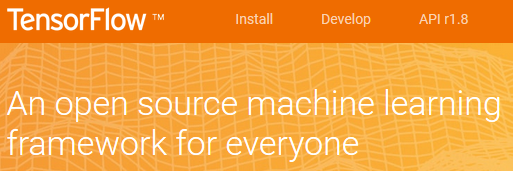 TensorFlow ™ Install Develop API r1.8
An open source machine learning
framework for everyone